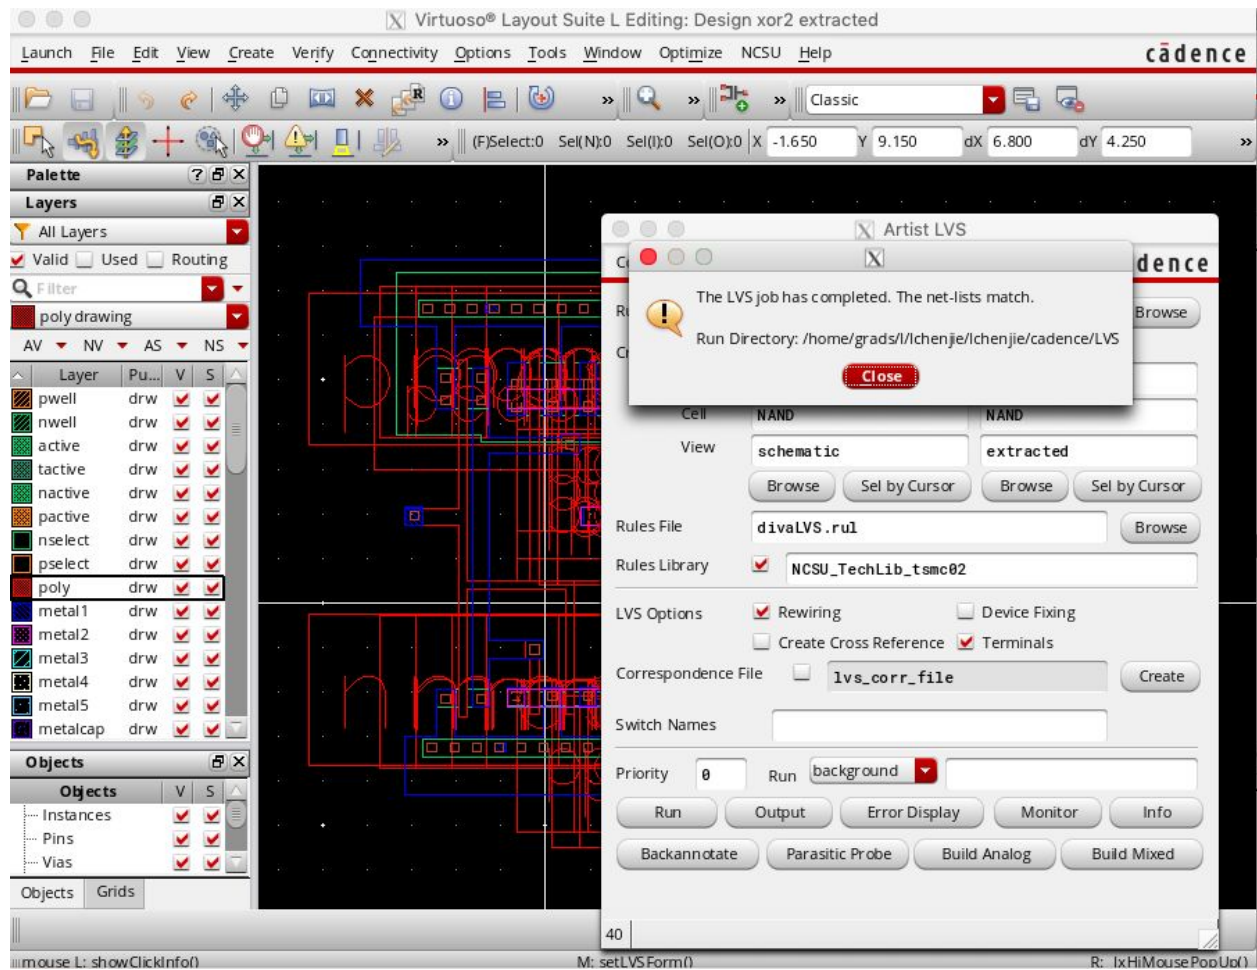 Virtuoso® Layout Suite L Editing: Design xor2 extracted
Launch File Edit View Create Verify Connectivity Options Tools Window Optimize NCSU Help cādence
R » » » Classic
» (F)Select:0 Sel(N):0 Sel(I):0 Sel(O):0 X -1.650 Y 9.150 dX 6.800 dY 4.250 »
Palette
Layers
All Layers
Valid Used Routing
Filter
poly drawing
AV NV AS NS
Layer Pu... V S
pwell drw
nwell drw
active drw
tactive drw
nactive drw
pactive drw
nselect drw
pselect drw
poly drw
metal1 drw
metal2 drw
metal3 drw
metal4 drw
metal5 drw
metalcap drw
Objects
Objects V S
Instances
Pins
Vias
Objects Grids
Artist LVS
dence
The LVS job has completed. The net-lists match.
Run Directory: /home/grads/l/lchenjie/lchenjie/cadence/LVS
Close
Browse
Cell NAND NAND
View schematic extracted
Browse Sel by Cursor Browse Sel by Cursor
Rules File divaLVS.rul Browse
Rules Library NCSU_TechLib_tsmc02
LVS Options Rewiring Device Fixing
Create Cross Reference Terminals
Correspondence File lvs_corr_file Create
Switch Names
Priority 0 Run background
Run Output Error Display Monitor Info
Backannotate Parasitic Probe Build Analog Build Mixed
40
mouse L: showClickInfo() M: setLVSForm() R: lxHiMousePopUp()